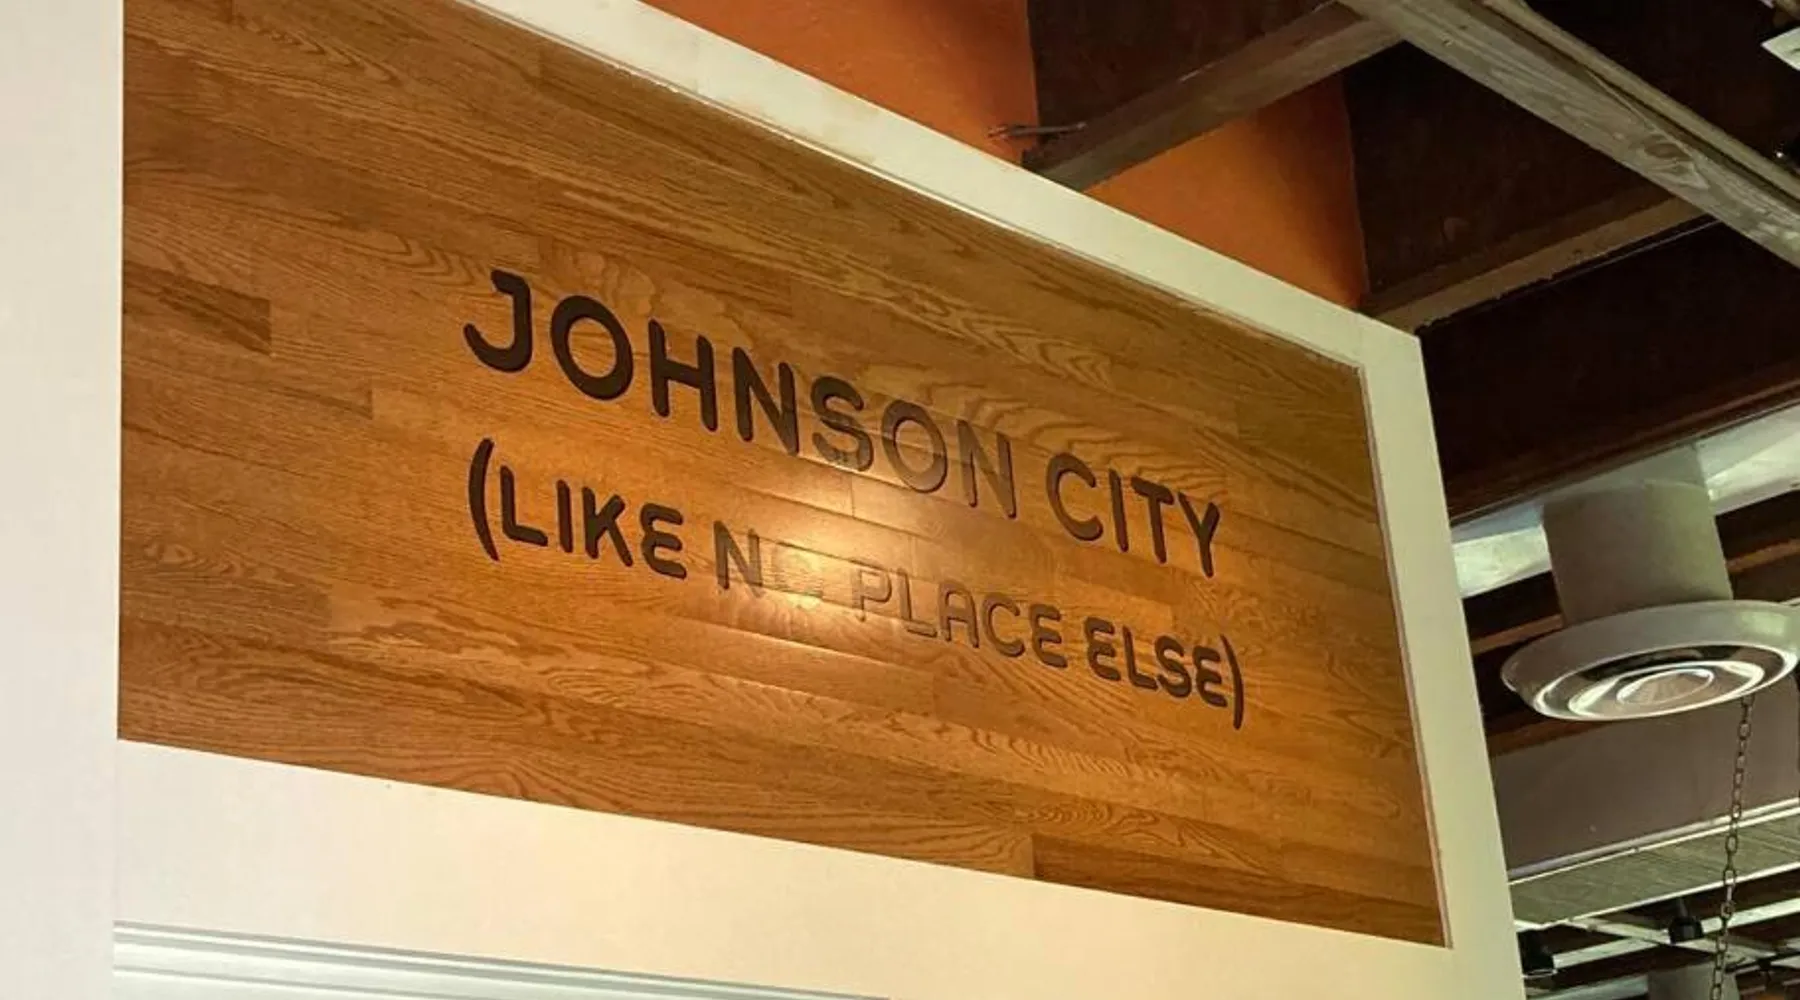 JOHNSON CITY
(LIKE NO PLACE ELSE)